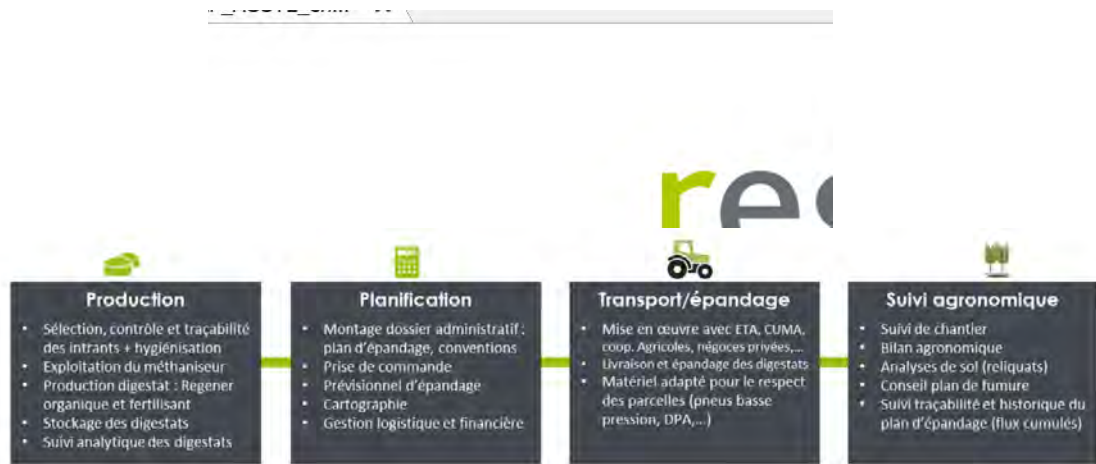 rec
Production
• Sélection, contrôle et traçabilité
des intrants + hygiénisation
• Exploitation du méthaniseur
• Production digestat : Regener
organique et fertilisant
• Stockage des digestats
• Suivi analytique des digestats
Planification
• Montage dossier administratif :
plan d'épandage, conventions
• Prise de commande
• Prévisionnel d'épandage
• Cartographie
• Gestion logistique et financière
Transport/épandage
• Mise en œuvre avec ETA, CUMA,
coop. Agricoles, négoces privées,...
• Livraison et épandage des digestats
• Matériel adapté pour le respect
des parcelles (pneus basse
pression, DPA,...)
Suivi agronomique
• Suivi de chantier
• Bilan agronomique
• Analyses de sol (reliquats)
• Conseil plan de fumure
• Suivi traçabilité et historique du
plan d'épandage (flux cumulés)